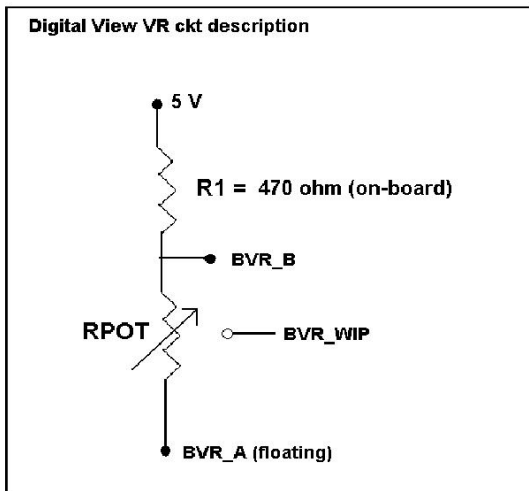 Digital View VR ckt description
5 V
R1 = 470 ohm (on-board)
BVR_B
RPOT
BVR_WIP
BVR_A (floating)